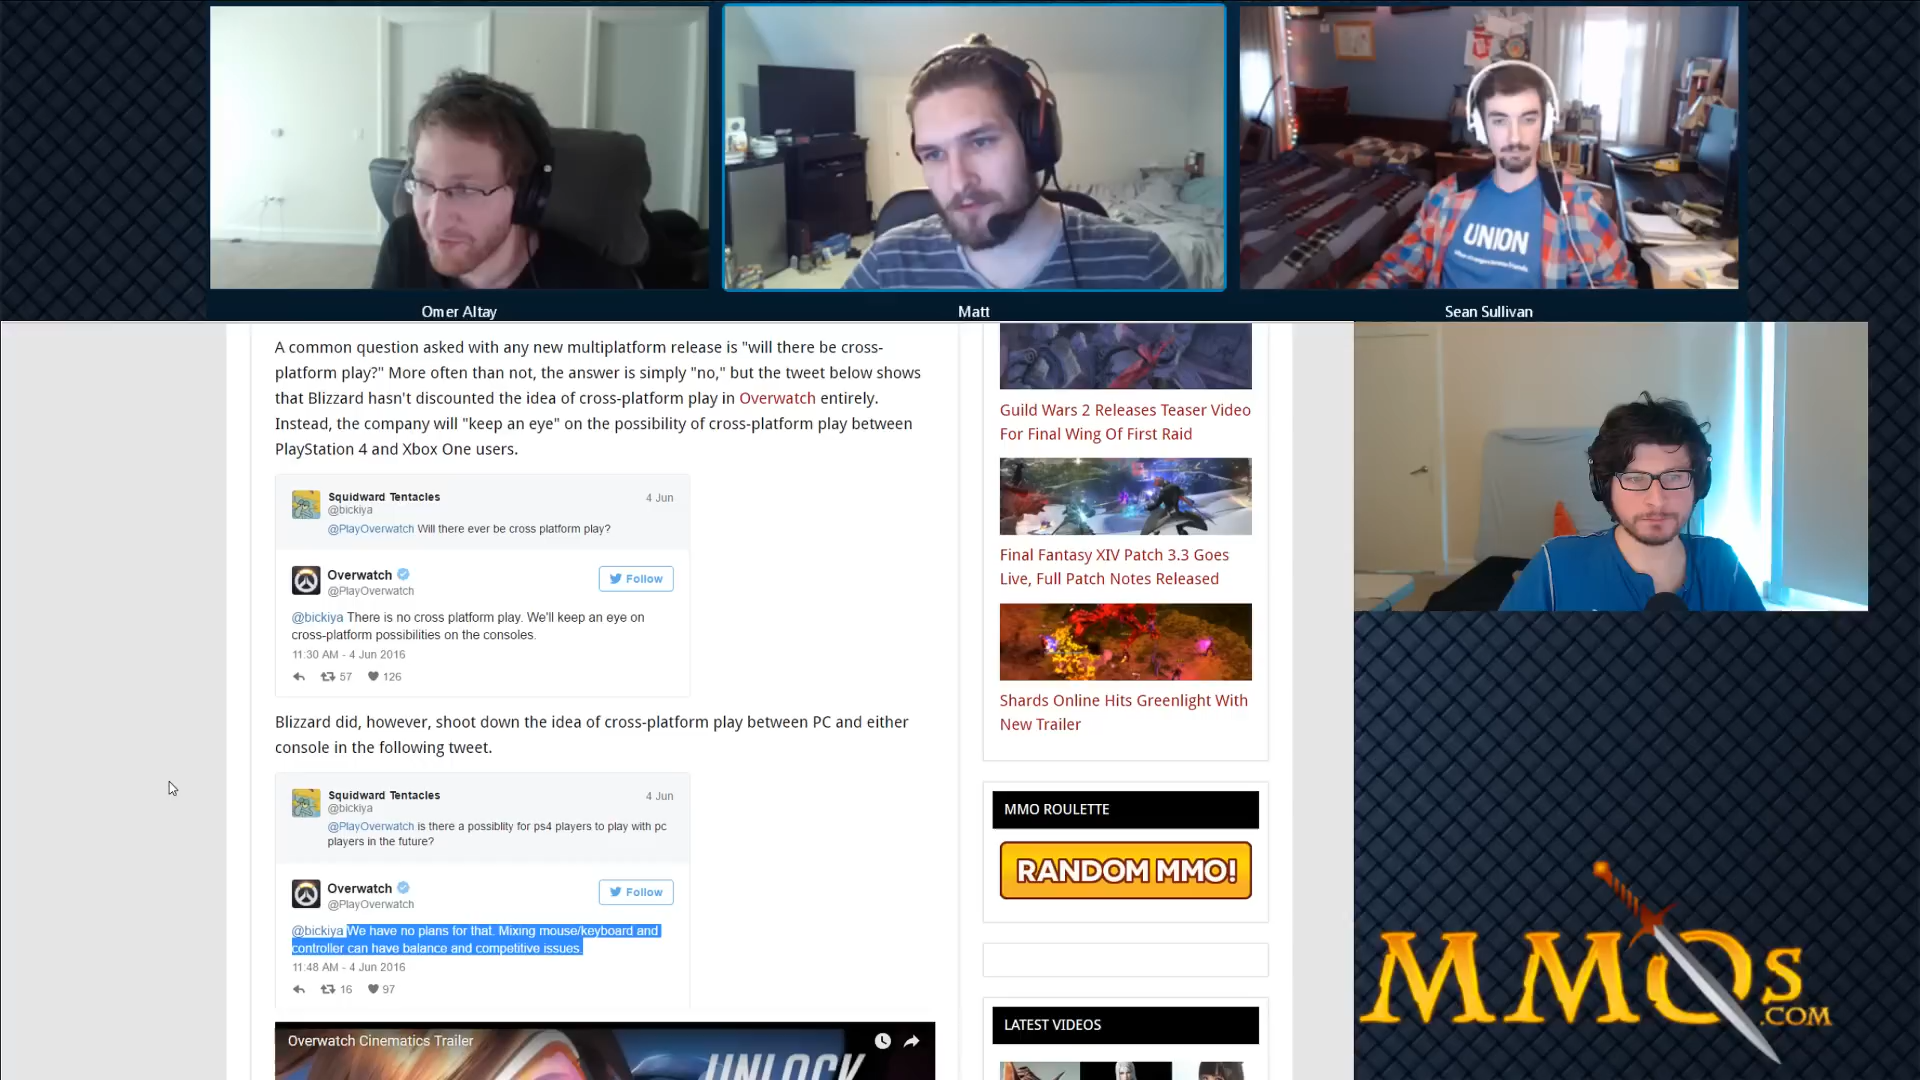 UNION
Omer Altay
Matt
Sean Sullivan
A common question asked with any new multiplatform release is "will there be cross-
platform play?" More often than not, the answer is simply "no," but the tweet below shows
that Blizzard hasn't discounted the idea of cross-platform play in Overwatch entirely.
Instead, the company will "keep an eye" on the possibility of cross-platform play between
PlayStation 4 and Xbox One users.
Squidward Tentacles
4 Jun
@bickiya
@PlayOverwatch Will there ever be cross platform play?
Overwatch
Follow
@PlayOverwatch
@bickiya There is no cross platform play. We'll keep an eye on
cross-platform possibilities on the consoles.
11:30 AM - 4 Jun 2016
57
126
Blizzard did, however, shoot down the idea of cross-platform play between PC and either
console in the following tweet.
Squidward Tentacles
4 Jun
@bickiya
@PlayOverwatch is there a possiblity for ps4 players to play with pc
players in the future?
Overwatch
Follow
@PlayOverwatch
@bickiya We have no plans for that. Mixing mouse/keyboard and
controller can have balance and competitive issues.
11:48 AM - 4 Jun 2016
16
97
Overwatch Cinematics Trailer
UNLOCK
Guild Wars 2 Releases Teaser Video
For Final Wing Of First Raid
Final Fantasy XIV Patch 3.3 Goes
Live, Full Patch Notes Released
Shards Online Hits Greenlight With
New Trailer
MMO ROULETTE
RANDOM MMO!
LATEST VIDEOS
MMOs
.COM